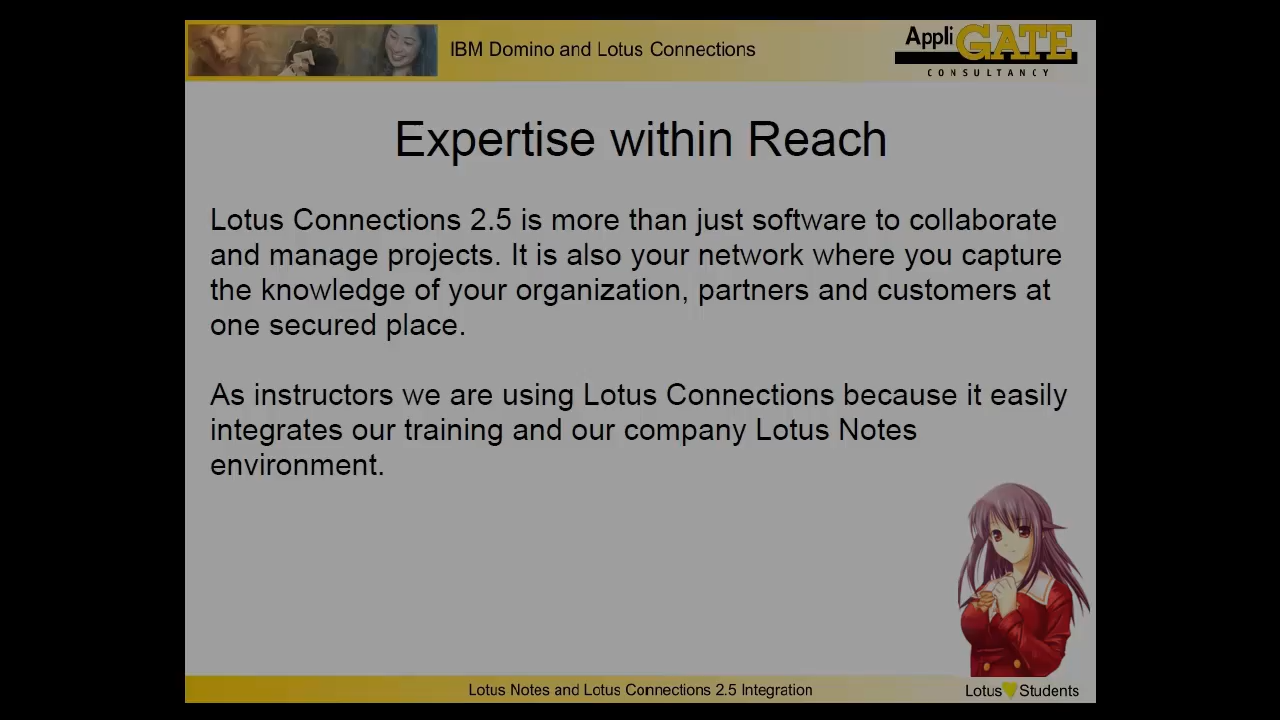 IBM Domino and Lotus Connections
Appli GATE
CONSULTANCY
Expertise within Reach
Lotus Connections 2.5 is more than just software to collaborate
and manage projects. It is also your network where you capture
the knowledge of your organization, partners and customers at
one secured place.
As instructors we are using Lotus Connections because it easily
integrates our training and our company Lotus Notes
environment.
Lotus Notes and Lotus Connections 2.5 Integration
Lotus Students